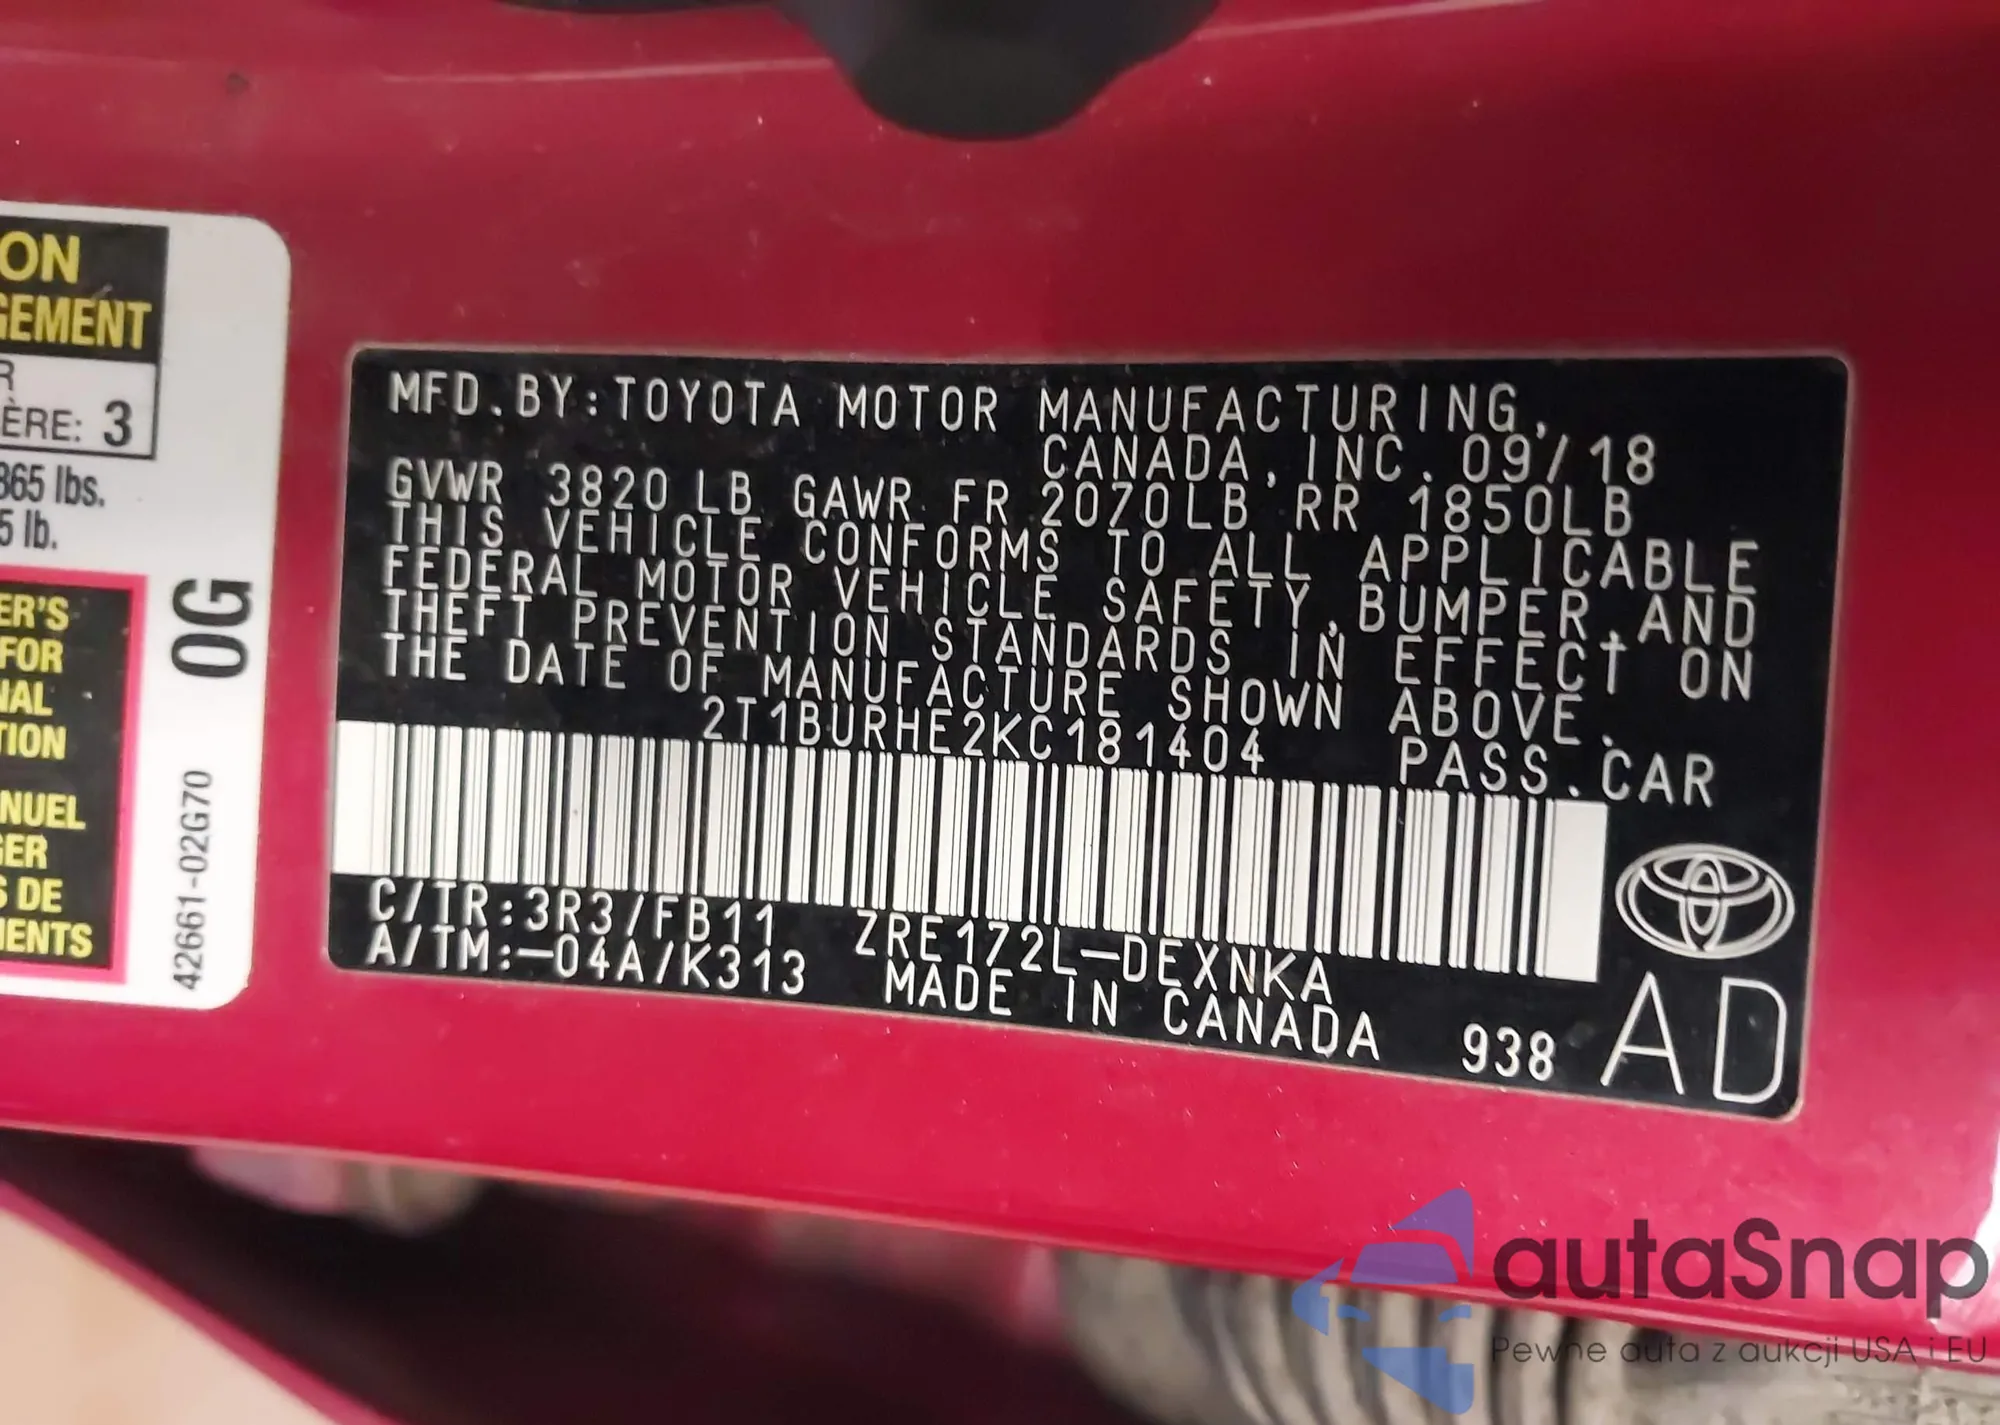 ON
GEMENT
R
ÈRE: 3
365 lbs.
5 lb.
ER'S
FOR
NAL
TION
NUEL
GER
S DE
MENTS
0G
42661-02G70
MFD.BY:TOYOTA MOTOR MANUFACTURING,
CANADA,INC.09/18
GVWR 3820LB GAWR FR 2070LB RR 1850LB
THIS VEHICLE CONFORMS TO ALL APPLICABLE
FEDERAL MOTOR VEHICLE SAFETY,BUMPER,AND
THEFT PREVENTION STANDARDS IN EFFECT ON
THE DATE OF MANUFACTURE SHOWN ABOVE.
2T1BURHE2KC181404 PASS.CAR
C/TR:3R3/FB11 ZRE172L-DEXNKA
A/TM:-04A/K313 MADE IN CANADA 938 AD
autaSnap
Pewne auta z aukcji USA i EU